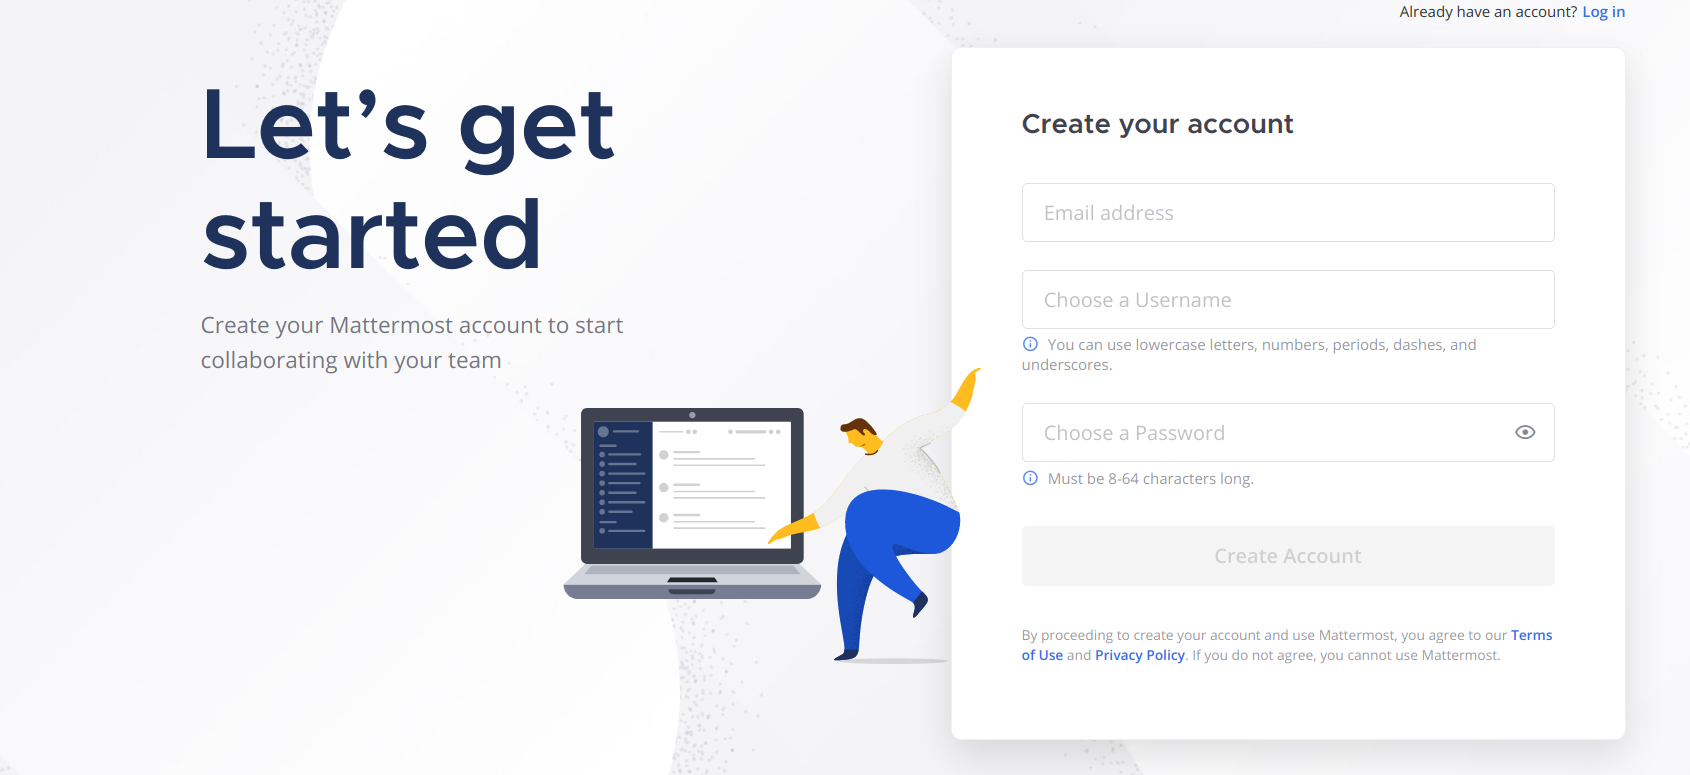 Already have an account? Log in
Let’s get
started
Create your Mattermost account to start
collaborating with your team
Create your account
Email address
Choose a Username
You can use lowercase letters, numbers, periods, dashes, and
underscores.
Choose a Password
Must be 8-64 characters long.
Create Account
By proceeding to create your account and use Mattermost, you agree to our Terms
of Use and Privacy Policy. If you do not agree, you cannot use Mattermost.